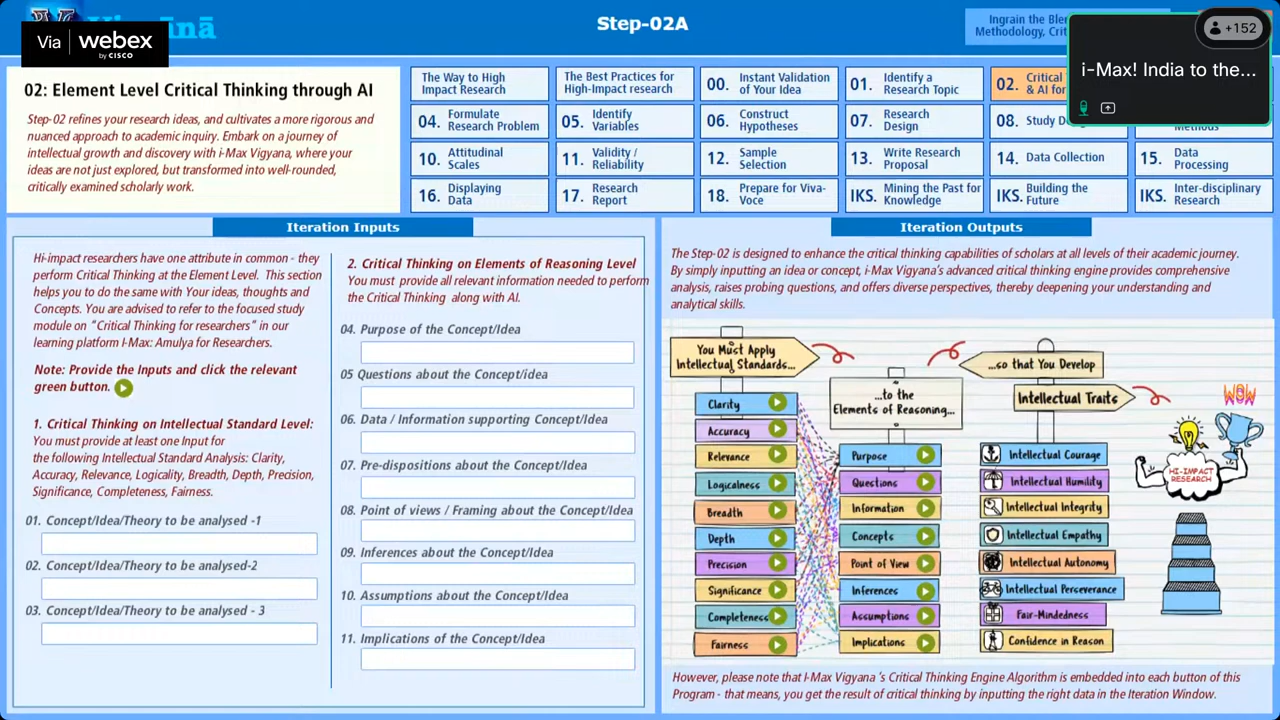 Step-02A
Ingrain the Ble
Methodology, Crit
Via webex
by CISCO
+152
i-Max! India to the...
02: Element Level Critical Thinking through AI
Step-02 refines your research ideas, and cultivates a more rigorous and
nuanced approach to academic inquiry. Embark on a journey of
intellectual growth and discovery with i-Max Vigyana, where your
ideas are not just explored, but transformed into well-rounded,
critically examined scholarly work.
The Way to High
Impact Research
The Best Practices for
High-Impact research
00. Instant Validation
of Your Idea
01. Identify a
Research Topic
02. Critical
& AI for
04. Formulate
Research Problem
05. Identify
Variables
06. Construct
Hypotheses
07. Research
Design
08. Study De
Methods
10. Attitudinal
Scales
11. Validity /
Reliability
12. Sample
Selection
13. Write Research
Proposal
14. Data Collection
15. Data
Processing
16. Displaying
Data
17. Research
Report
18. Prepare for Viva-
Voce
IKS. Mining the Past for
Knowledge
IKS. Building the
Future
IKS. Inter-disciplinary
Research
Iteration Inputs
Hi-impact researchers have one attribute in common - they
perform Critical Thinking at the Element Level. This section
helps you to do the same with Your ideas, thoughts and
Concepts. You are advised to refer to the focused study
module on "Critical Thinking for researchers" in our
learning platform I-Max: Amulya for Researchers.
Note: Provide the Inputs and click the relevant
green button.
1. Critical Thinking on Intellectual Standard Level:
You must provide at least one Input for
the following Intellectual Standard Analysis: Clarity,
Accuracy, Relevance, Logicality, Breadth, Depth, Precision,
Significance, Completeness, Fairness.
01. Concept/Idea/Theory to be analysed -1
02. Concept/Idea/Theory to be analysed-2
03. Concept/Idea/Theory to be analysed - 3
2. Critical Thinking on Elements of Reasoning Level
You must provide all relevant information needed to perform
the Critical Thinking along with AI.
04. Purpose of the Concept/Idea
05 Questions about the Concept/idea
06. Data / Information supporting Concept/Idea
07. Pre-dispositions about the Concept/Idea
08. Point of views / Framing about the Concept/Idea
09. Inferences about the Concept/Idea
10. Assumptions about the Concept/Idea
11. Implications of the Concept/Idea
Iteration Outputs
The Step-02 is designed to enhance the critical thinking capabilities of scholars at all levels of their academic journey.
By simply inputting an idea or concept, i-Max Vigyana's advanced critical thinking engine provides comprehensive
analysis, raises probing questions, and offers diverse perspectives, thereby deepening your understanding and
analytical skills.
You Must Apply
Intellectual Standards...
Clarity
Accuracy
Relevance
Logicalness
Breadth
Depth
Precision
Significance
Completeness
Fairness
...to the
Elements of Reasoning...
Purpose
Questions
Information
Concepts
Point of View
Inferences
Assumptions
Implications
...so that You Develop
Intellectual Traits
Intellectual Courage
Intellectual Humility
Intellectual Integrity
Intellectual Empathy
Intellectual Autonomy
Intellectual Perseverance
Fair-Mindedness
Confidence in Reason
WOW
HI-IMPACT
RESEARCH
However, please note that I-Max Vigyana 's Critical Thinking Engine Algorithm is embedded into each button of this
Program - that means, you get the result of critical thinking by inputting the right data in the Iteration Window.